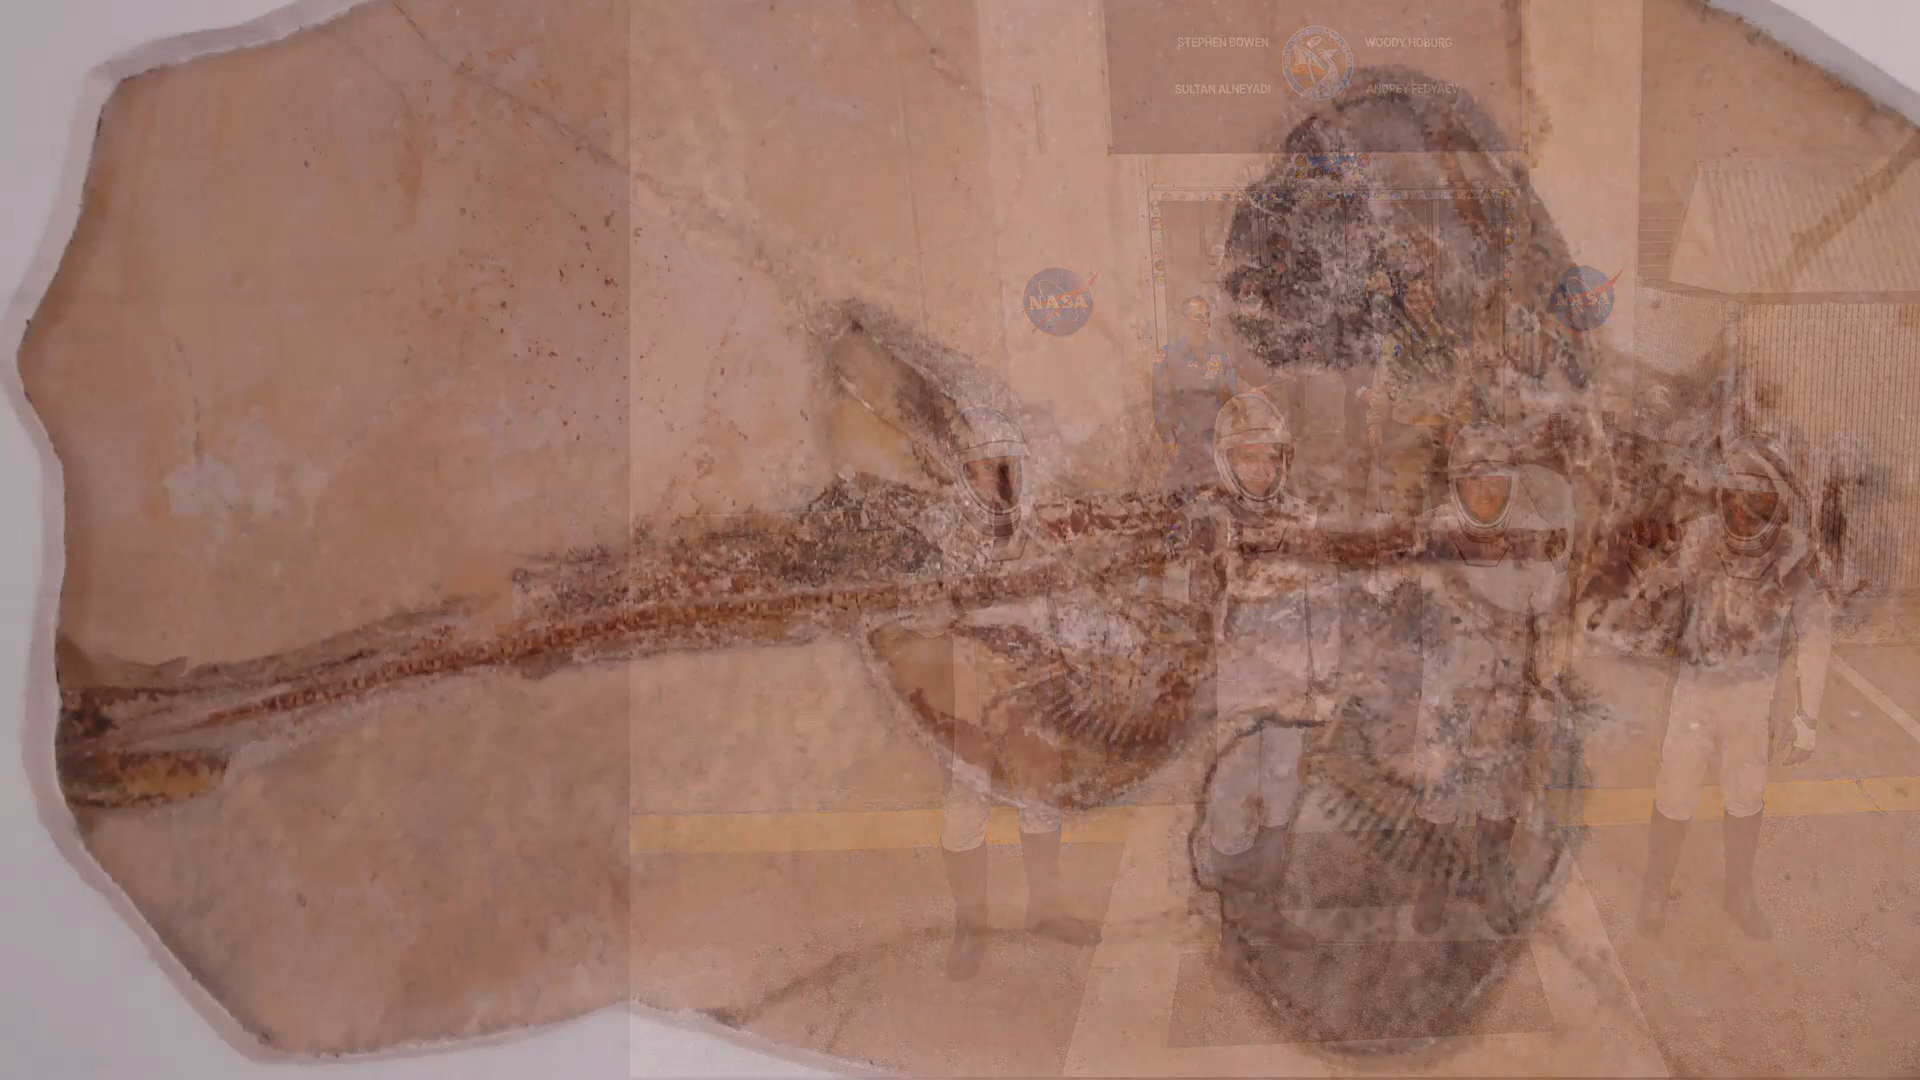 STEPHEN BOWEN
WOODY HOBURG
SULTAN ALNEYADI
ANDREY FEDYAEV
NASA
NASA